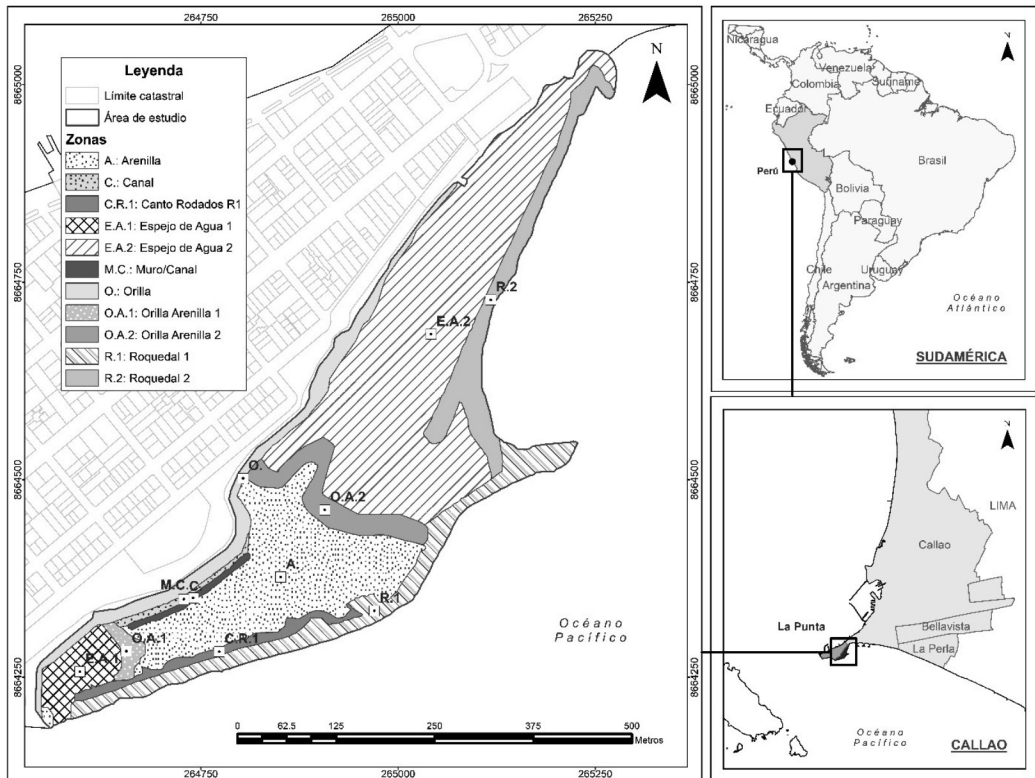 264750
265000
265250
8665000
8664750
8664500
8664250
N
Leyenda
Límite catastral
Área de estudio
Zonas
A.: Arenilla
C.: Canal
C.R.1: Canto Rodados R1
E.A.1: Espejo de Agua 1
E.A.2: Espejo de Agua 2
M.C.: Muro/Canal
O.: Orilla
O.A.1: Orilla Arenilla 1
O.A.2: Orilla Arenilla 2
R.1: Roquedal 1
R.2: Roquedal 2
R.2
E.A.2
O.
O.A.2
A.
M.C.
C.
R.1
O.A.1
C.R.1
E.A.1
Océano
Pacífico
0
62.5
125
250
375
500
Metros
264750
265000
265250
8665000
8664750
8664500
8664250
N
Nicaragua
Venezuela
Suriname
Colombia
Ecuador
Brasil
Perú
Bolivia
Paraguay
Chile
Uruguay
Argentina
Océano
Atlántico
SUDAMÉRICA
N
LIMA
Callao
La Punta
Bellavista
La Perla
Océano
Pacífico
CALLAO